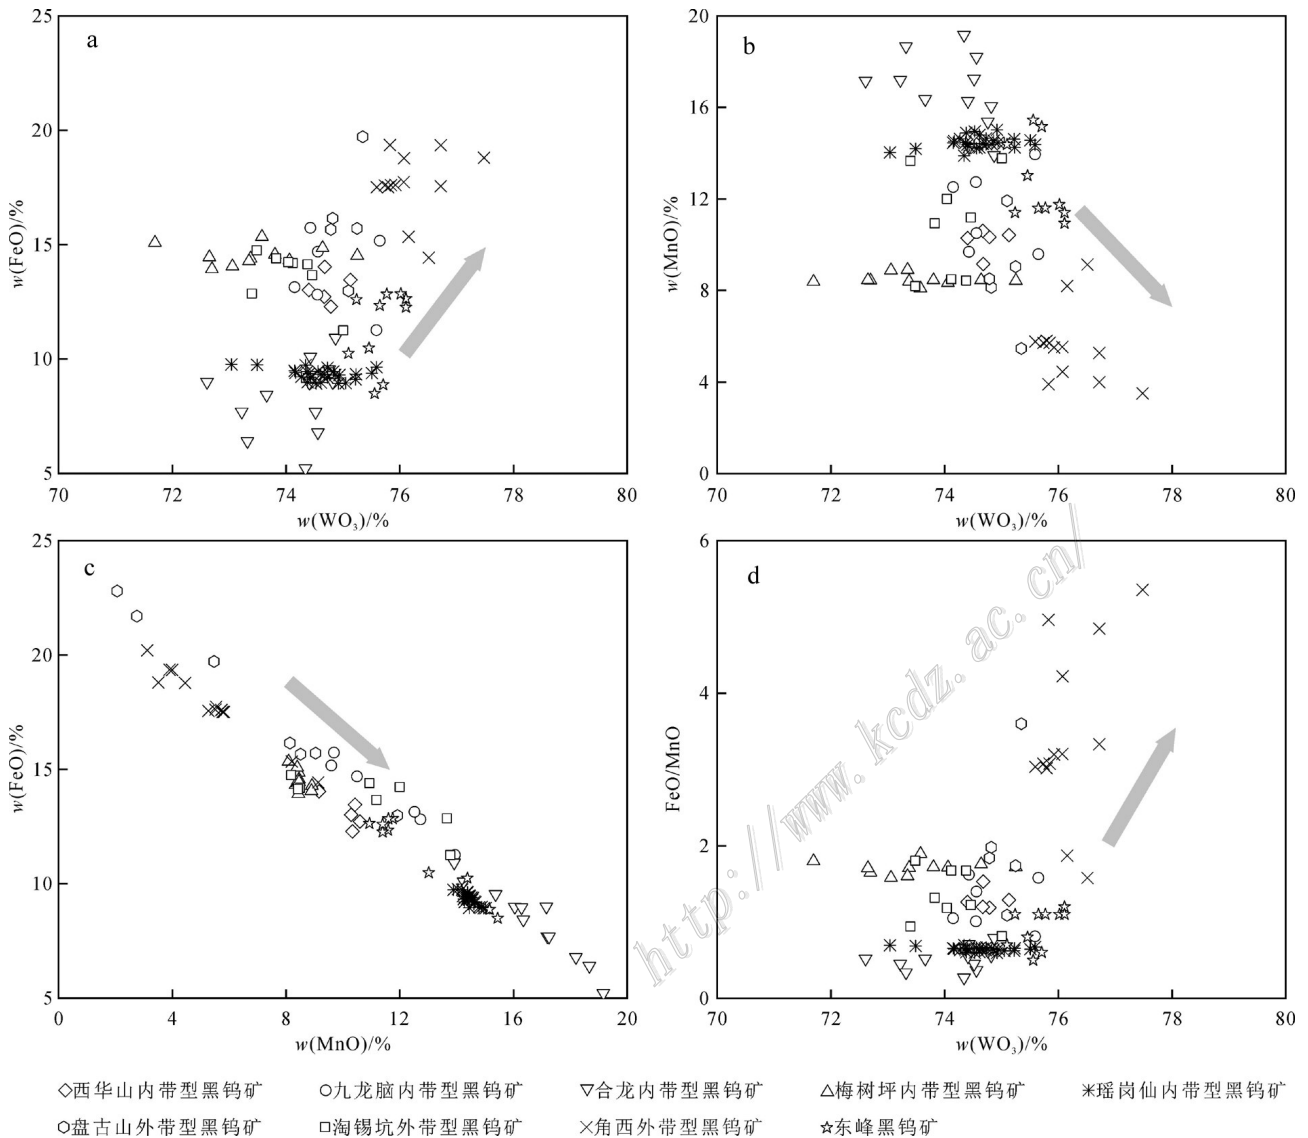 a
25
20
15
10
5
w(FeO)/%
70
72
74
76
78
80
w(WO₃)/%
b
20
16
12
8
4
0
w(MnO)/%
70
72
74
76
78
80
w(WO₃)/%
c
25
20
15
10
5
w(FeO)/%
0
4
8
12
16
20
w(MnO)/%
d
6
4
2
0
FeO/MnO
70
72
74
76
78
80
w(WO₃)/%
http://www.kcdz.ac.cn/
西华山内带型黑钨矿 九龙脑内带型黑钨矿 合龙内带型黑钨矿 梅树坪内带型黑钨矿 瑶岗仙内带型黑钨矿
盘古山外带型黑钨矿 淘锡坑外带型黑钨矿 角西外带型黑钨矿 东峰黑钨矿